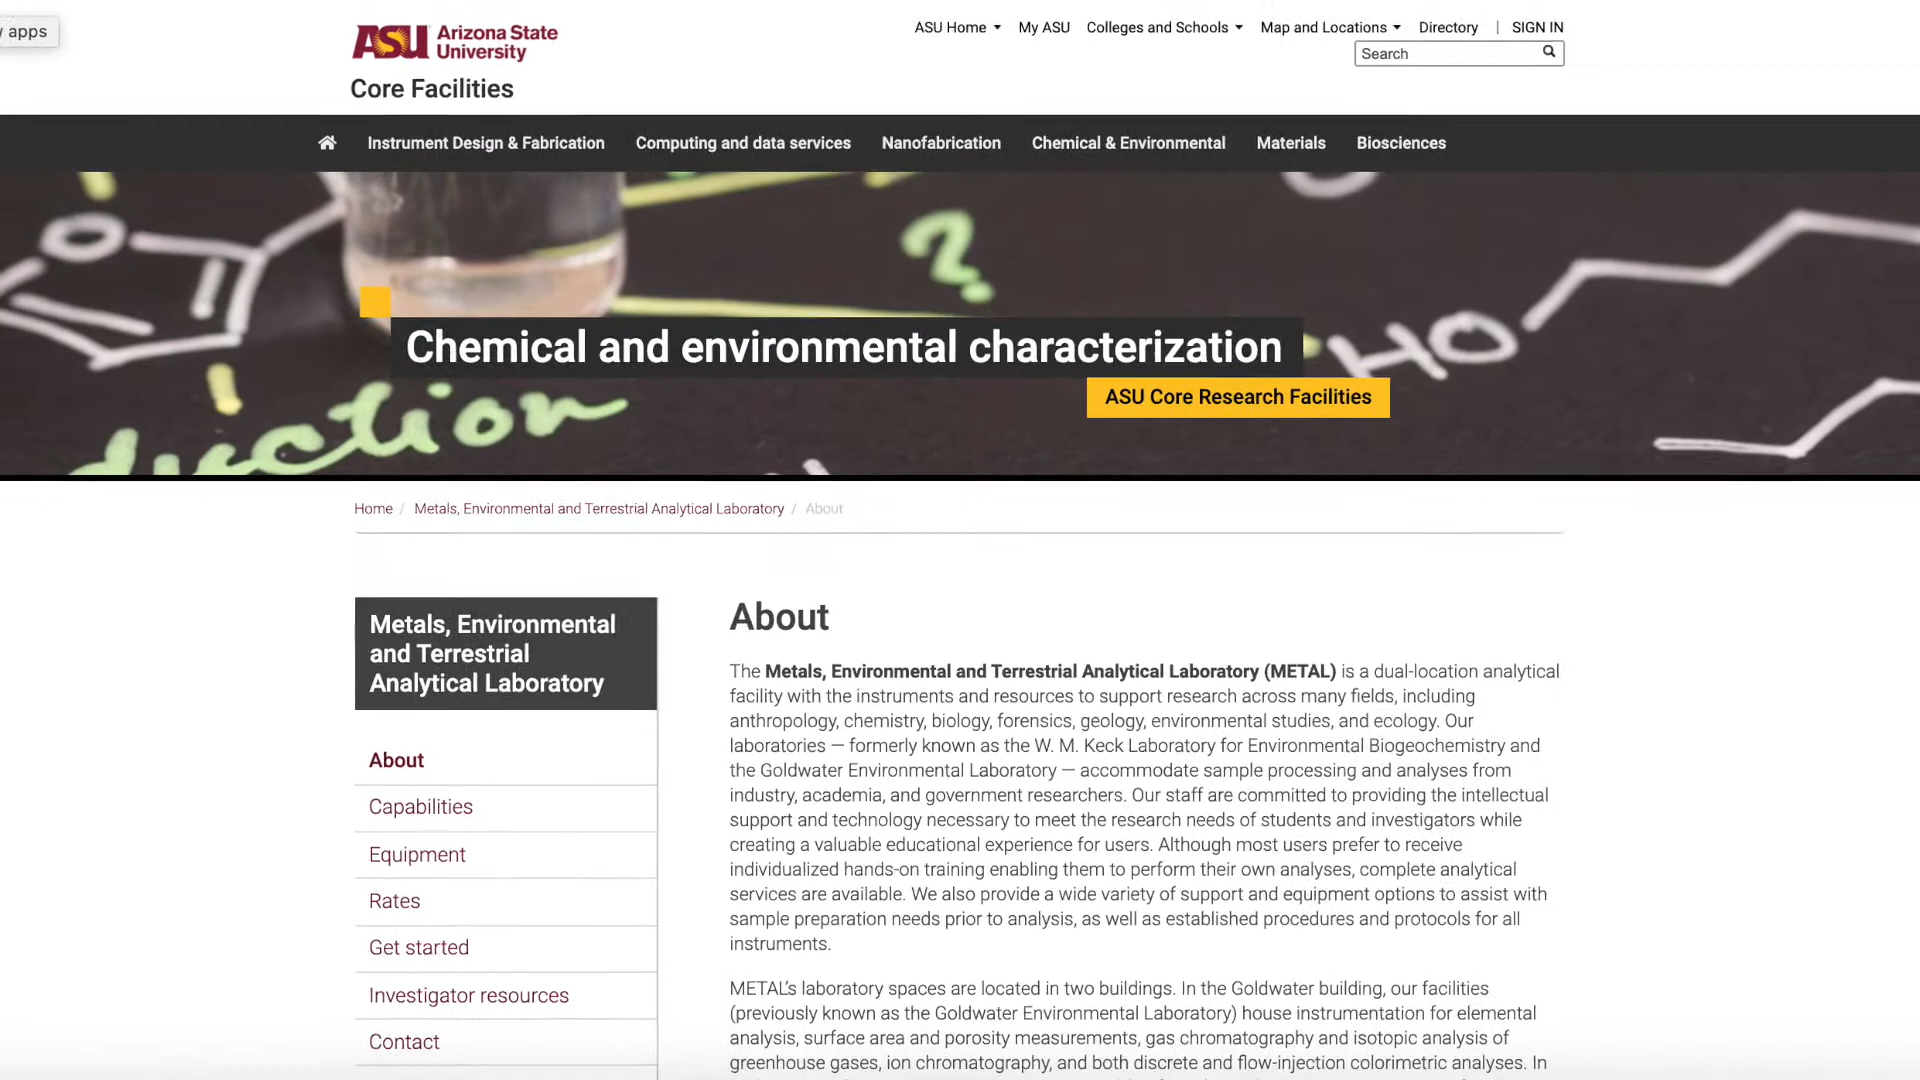 apps
ASU Arizona State University
Core Facilities
ASU Home My ASU Colleges and Schools Map and Locations Directory | SIGN IN
Search
Instrument Design & Fabrication Computing and data services Nanofabrication Chemical & Environmental Materials Biosciences
O
?
HO
Chemical and environmental characterization
ASU Core Research Facilities
duction
Home / Metals, Environmental and Terrestrial Analytical Laboratory / About
Metals, Environmental
and Terrestrial
Analytical Laboratory
About
Capabilities
Equipment
Rates
Get started
Investigator resources
Contact
About
The Metals, Environmental and Terrestrial Analytical Laboratory (METAL) is a dual-location analytical
facility with the instruments and resources to support research across many fields, including
anthropology, chemistry, biology, forensics, geology, environmental studies, and ecology. Our
laboratories — formerly known as the W. M. Keck Laboratory for Environmental Biogeochemistry and
the Goldwater Environmental Laboratory — accommodate sample processing and analyses from
industry, academia, and government researchers. Our staff are committed to providing the intellectual
support and technology necessary to meet the research needs of students and investigators while
creating a valuable educational experience for users. Although most users prefer to receive
individualized hands-on training enabling them to perform their own analyses, complete analytical
services are available. We also provide a wide variety of support and equipment options to assist with
sample preparation needs prior to analysis, as well as established procedures and protocols for all
instruments.
METAL's laboratory spaces are located in two buildings. In the Goldwater building, our facilities
(previously known as the Goldwater Environmental Laboratory) house instrumentation for elemental
analysis, surface area and porosity measurements, gas chromatography and isotopic analysis of
greenhouse gases, ion chromatography, and both discrete and flow-injection colorimetric analyses. In